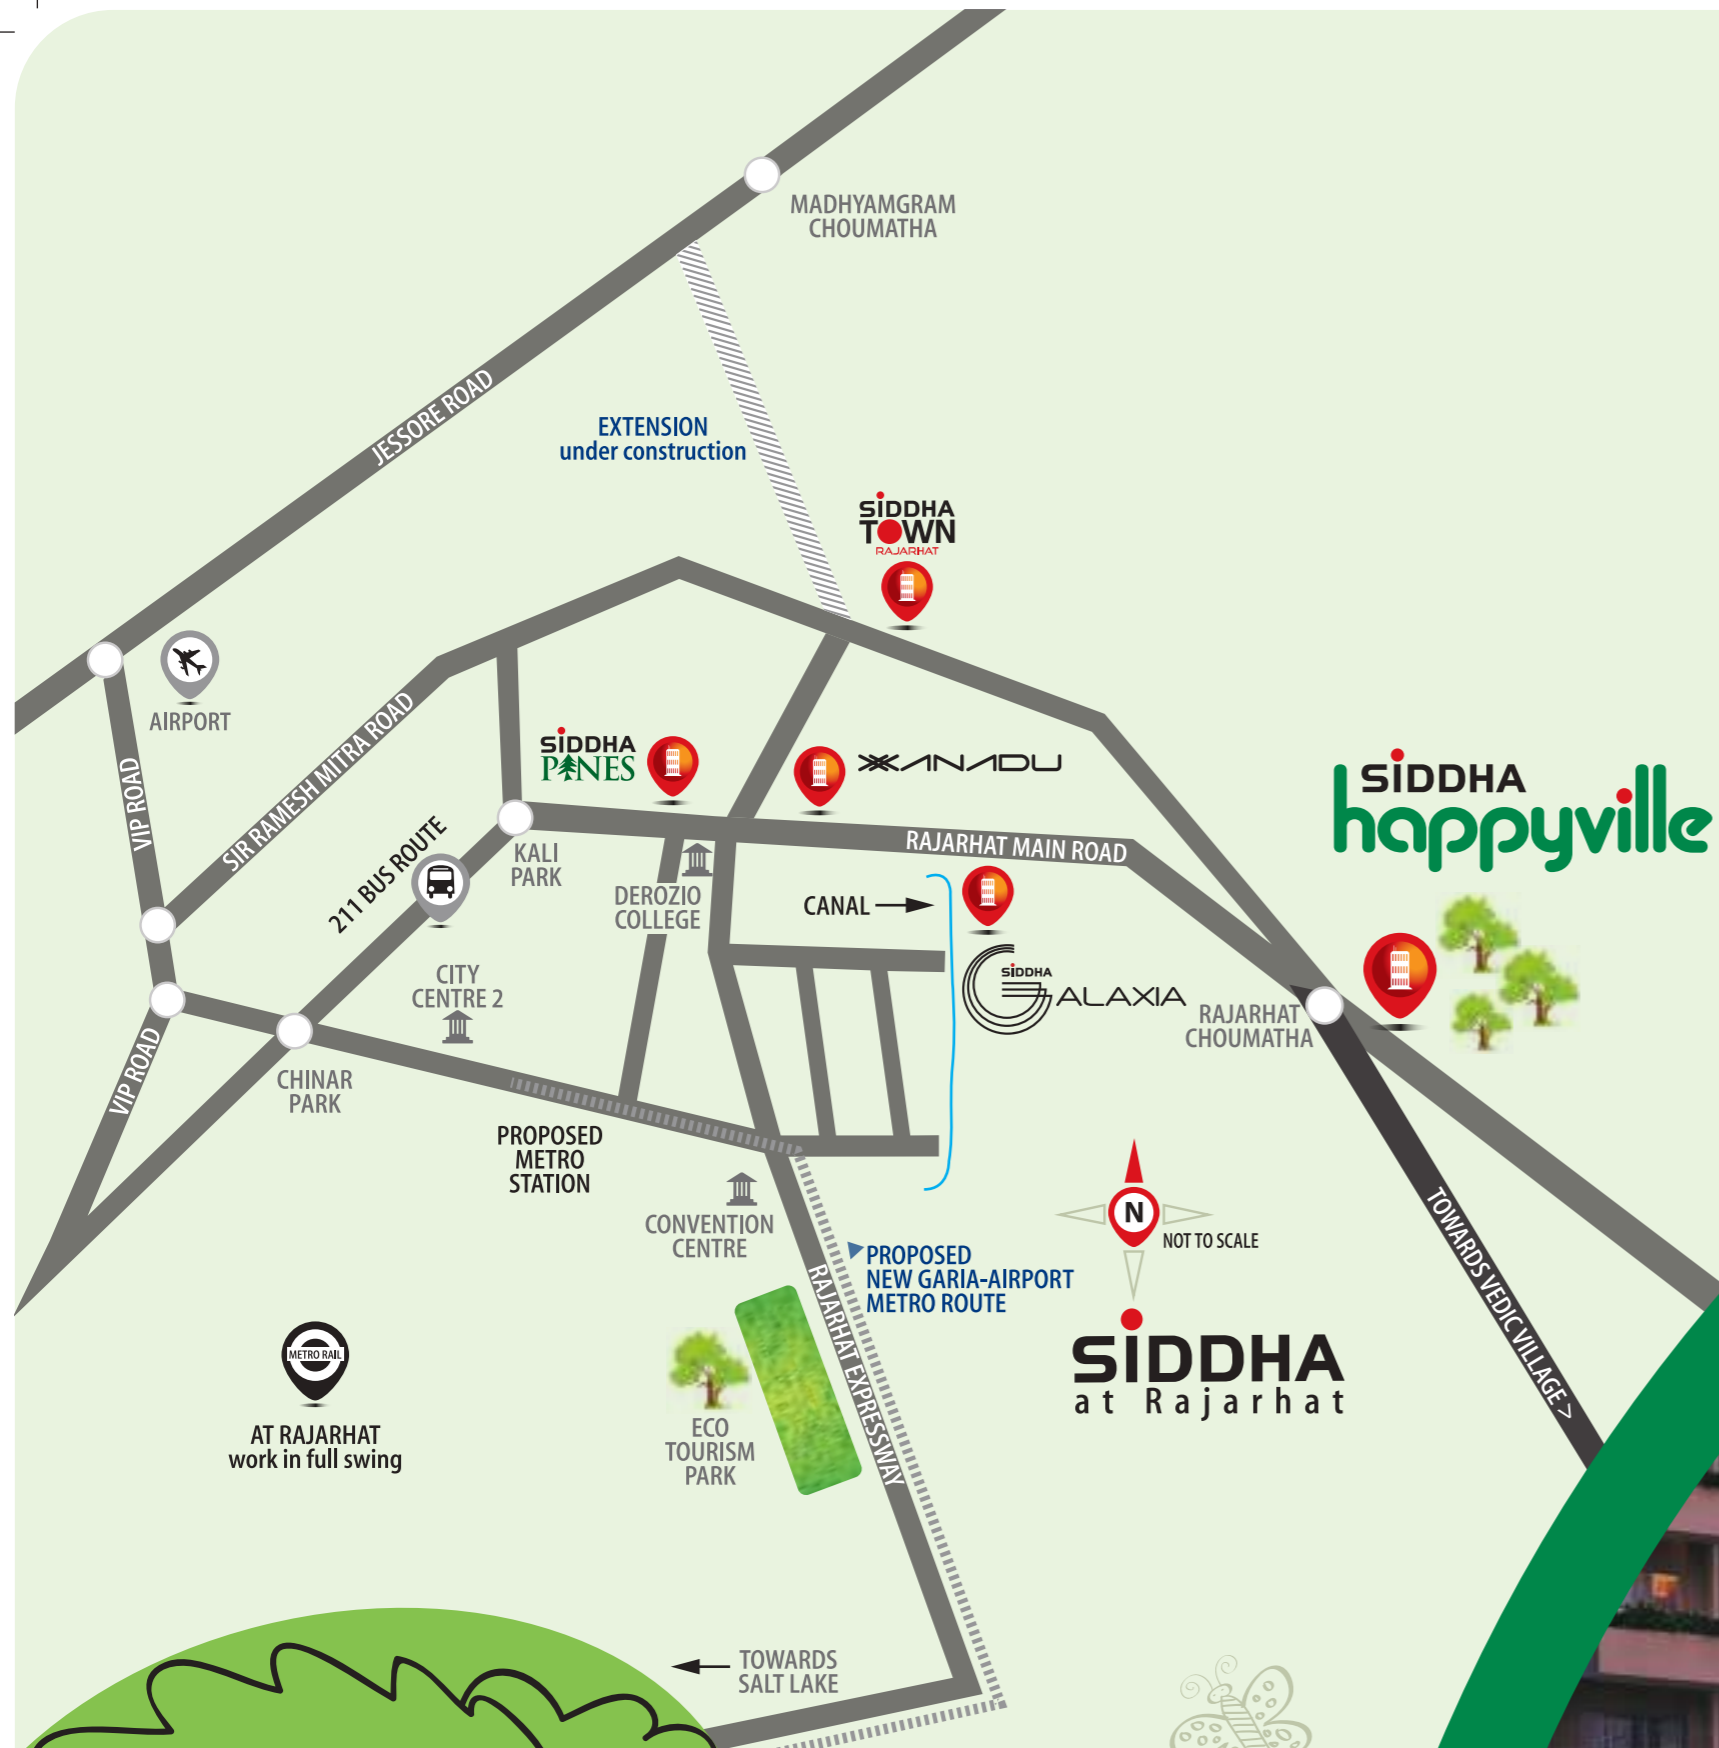 MADHYAMGRAM
CHOUMATHA
JESSORE ROAD
EXTENSION
under construction
SIDDHA
TOWN
RAJARHAT
AIRPORT
VIP ROAD
SIR RAMESH MITRA ROAD
SIDDHA
PINES
XANADU
SIDDHA
happyville
211 BUS ROUTE
KALI
PARK
RAJARHAT MAIN ROAD
DEROZIO
COLLEGE
CANAL
CITY
CENTRE 2
SIDDHA
GALAXIA
RAJARHAT
CHOUMATHA
VIP ROAD
CHINAR
PARK
PROPOSED
METRO
STATION
CONVENTION
CENTRE
N
NOT TO SCALE
TOWARDS VEDIC VILLAGE >
PROPOSED
NEW GARIA-AIRPORT
METRO ROUTE
RAJARHAT EXPRESSWAY
METRO RAIL
AT RAJARHAT
work in full swing
SIDDHA
at Rajarhat
ECO
TOURISM
PARK
TOWARDS
SALT LAKE